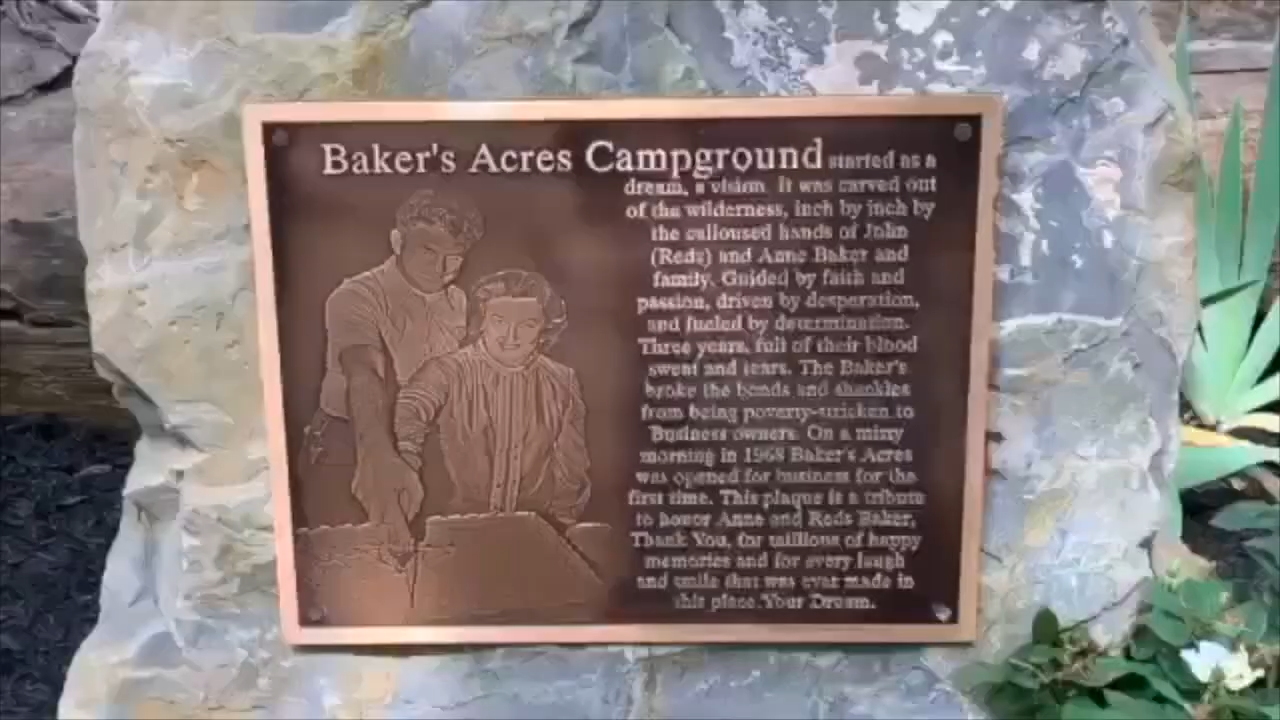 Baker's Acres Campground started as a
dream, a vision. It was carved out
of the wilderness, inch by inch by
the calloused hands of John
(Reds) and Anne Baker and
family. Guided by faith and
passion, driven by desperation,
and fueled by determination.
Three years, full of their blood
sweat and tears. The Baker's
broke the bonds and shackles
from being poverty-stricken to
Business owners. On a misty
morning in 1968 Baker's Acres
was opened for business for the
first time. This plaque is a tribute
to honor Anne and Reds Baker,
Thank You, for millions of happy
memories and for every laugh
and smile that was ever made in
this place. Your Dream.